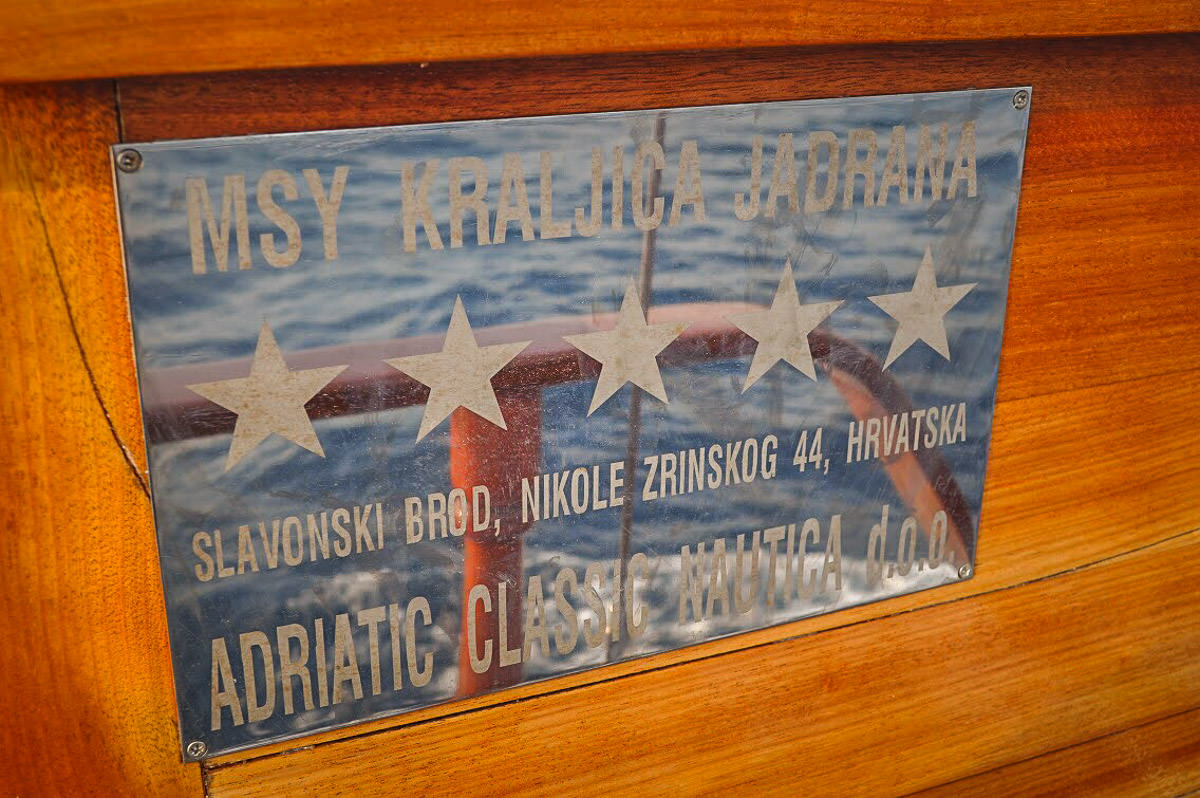 MSY KRALJICA JADRANA
SLAVONSKI BROD, NIKOLE ZRINSKOG 44, HRVATSKA
ADRIATIC CLASSIC NAUTICA d.o.o.